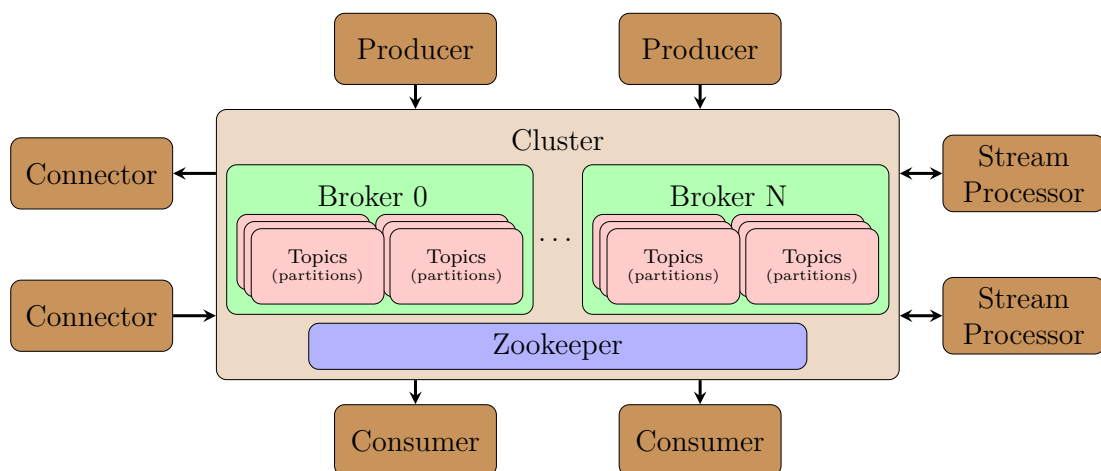 Producer
Producer
Cluster
Connector
Stream
Processor
Broker 0
Broker N
Topics
(partitions)
Topics
(partitions)
...
Topics
(partitions)
Topics
(partitions)
Connector
Stream
Processor
Zookeeper
Consumer
Consumer